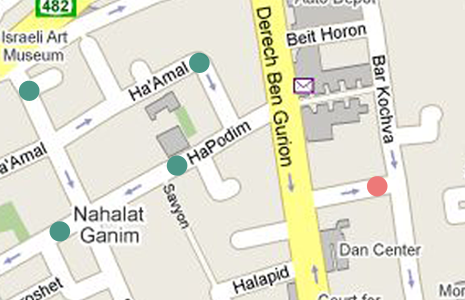 482
Auto Depot
Israeli Art
Museum
Beit Horon
Derech Ben Gurion
Ha'Amal
Bar Kochva
a'Amal
HaPodim
Savyon
Nahalat
Ganim
Dan Center
Halapid
Court for